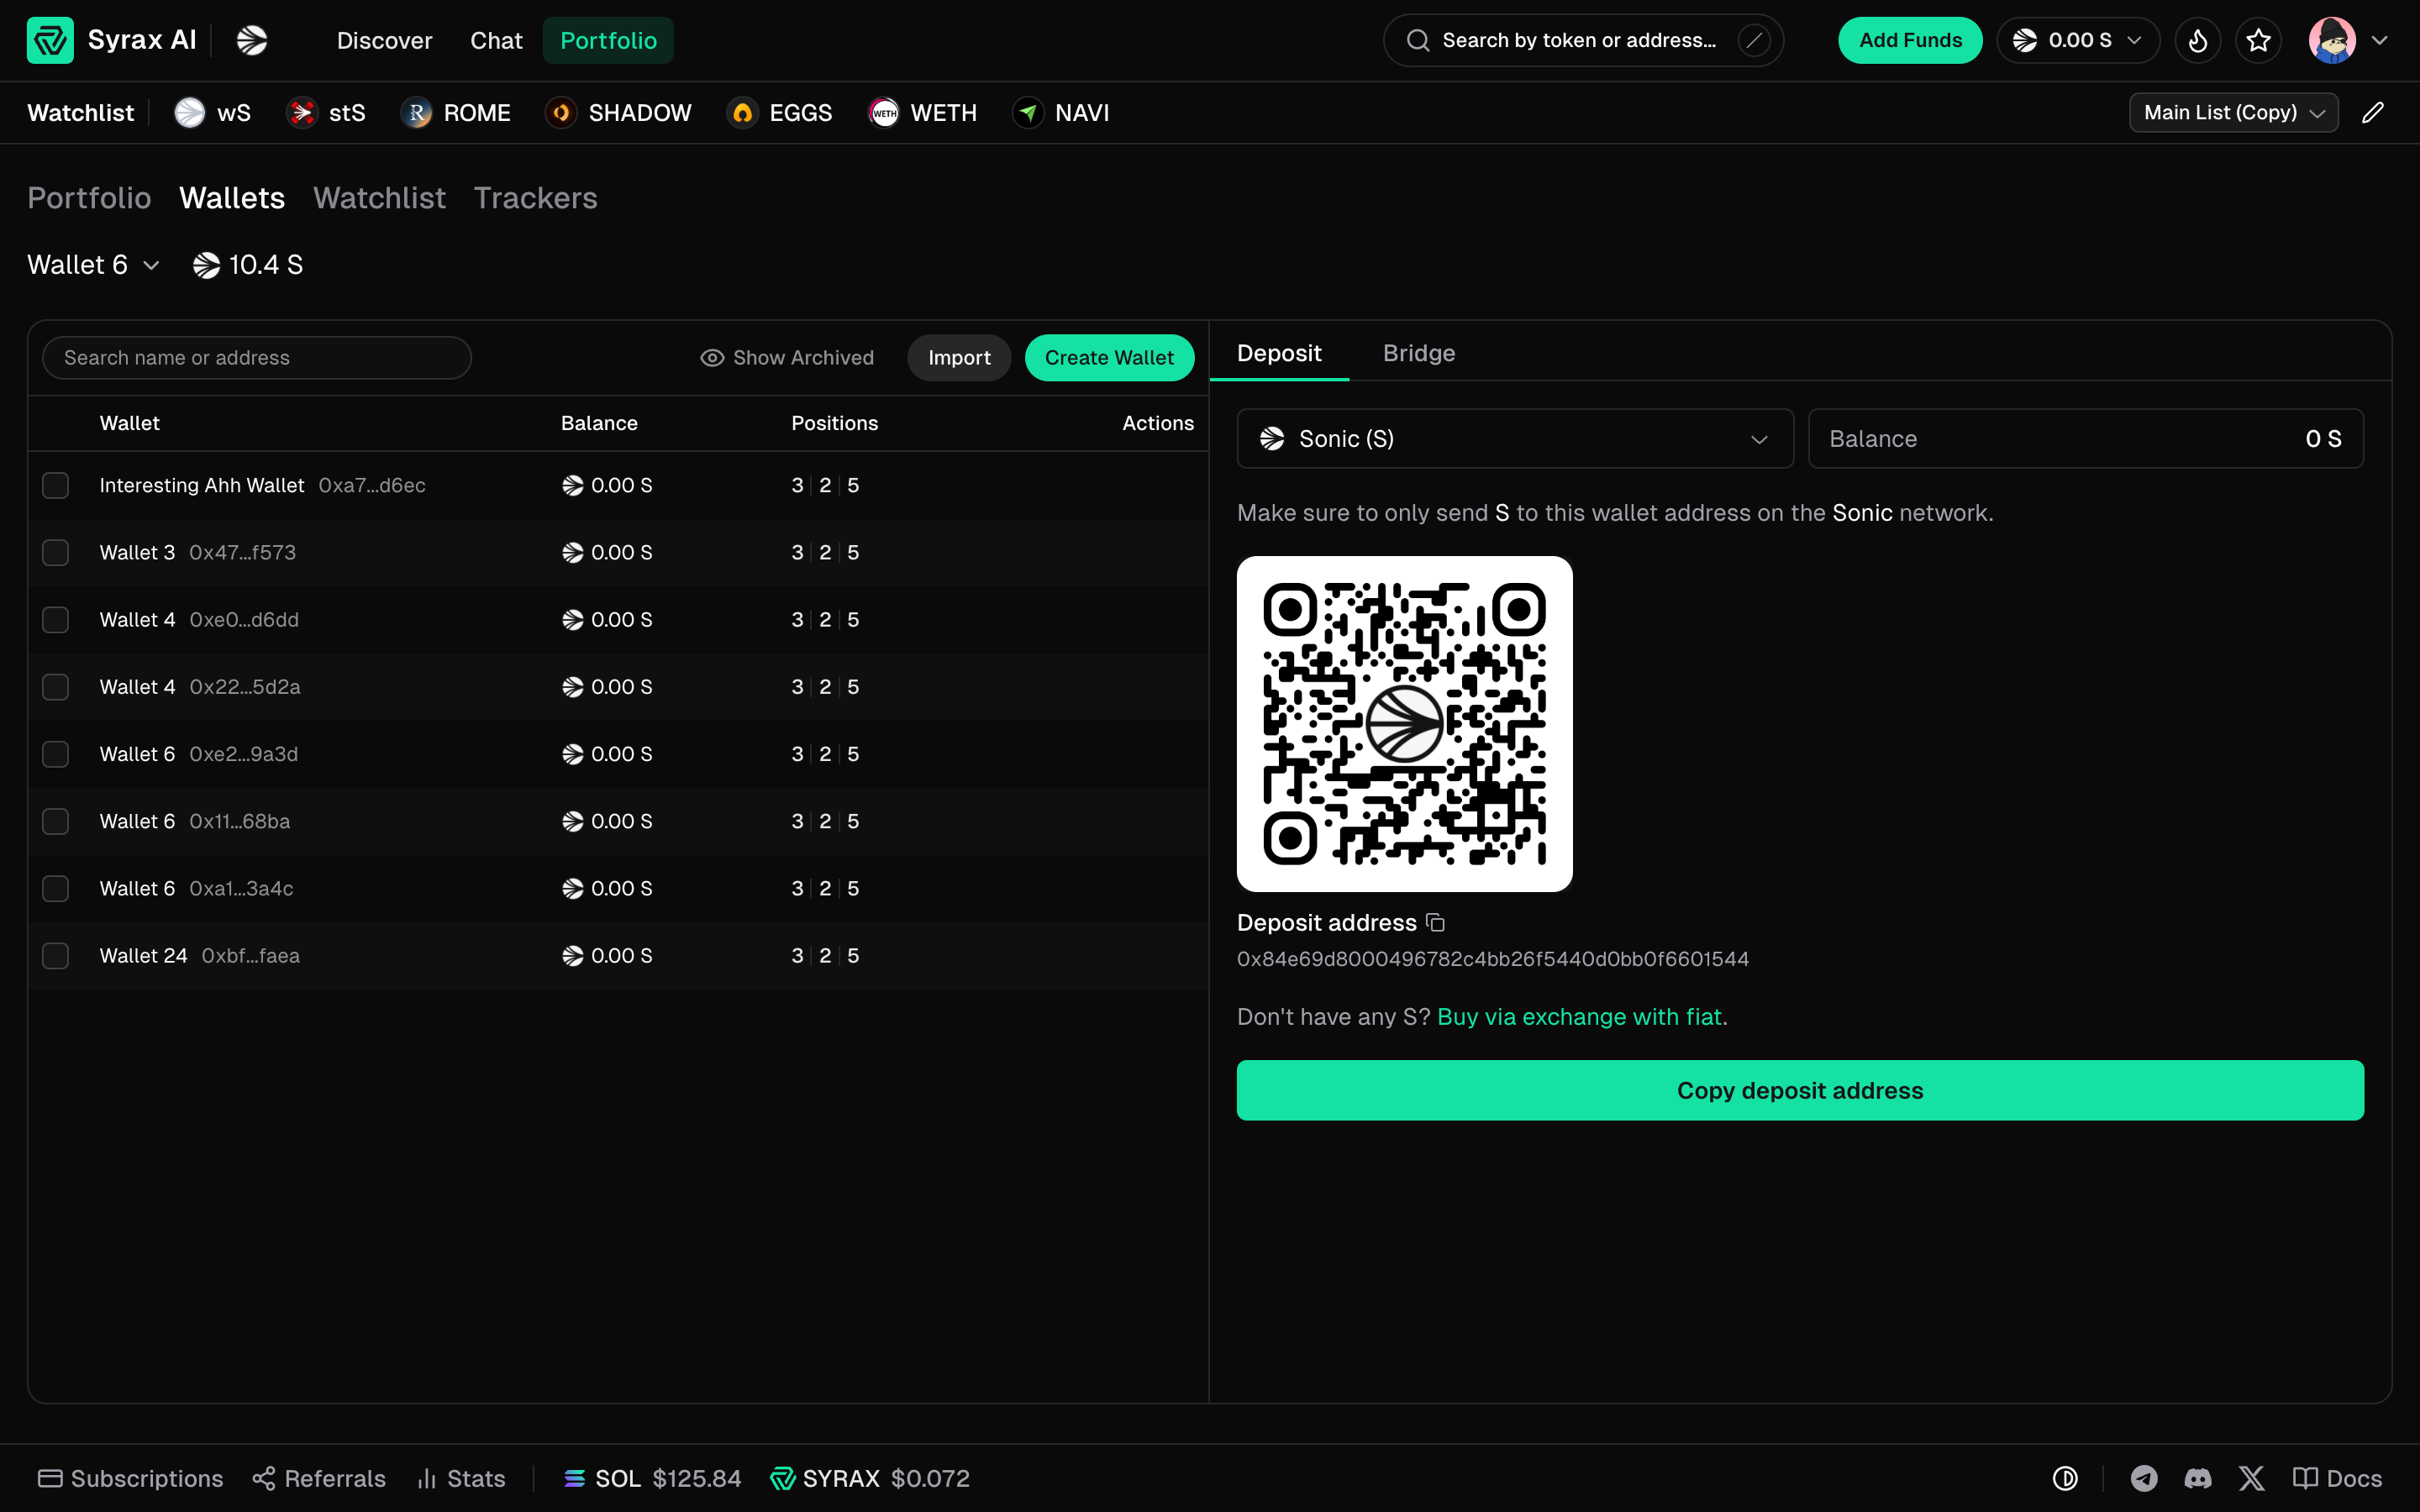 Syrax AI
Discover Chat Portfolio
Search by token or address...
Add Funds
0.00 S
Watchlist wS stS ROME SHADOW EGGS WETH WETH NAVI
Main List (Copy)
Portfolio Wallets Watchlist Trackers
Wallet 6 10.4 S
Search name or address Show Archived Import Create Wallet
Wallet Balance Positions Actions
Interesting Ahh Wallet 0xa7...d6ec 0.00 S 3 2 5
Wallet 3 0x47...f573 0.00 S 3 2 5
Wallet 4 0xe0...d6dd 0.00 S 3 2 5
Wallet 4 0x22...5d2a 0.00 S 3 2 5
Wallet 6 0xe2...9a3d 0.00 S 3 2 5
Wallet 6 0x11...68ba 0.00 S 3 2 5
Wallet 6 0xa1...3a4c 0.00 S 3 2 5
Wallet 24 0xbf...faea 0.00 S 3 2 5
Deposit Bridge
Sonic (S) Balance 0 S
Make sure to only send S to this wallet address on the Sonic network.
Deposit address
0x84e69d8000496782c4bb26f5440d0bb0f6601544
Don't have any S? Buy via exchange with fiat.
Copy deposit address
Subscriptions Referrals Stats SOL $125.84 SYRAX $0.072
Docs